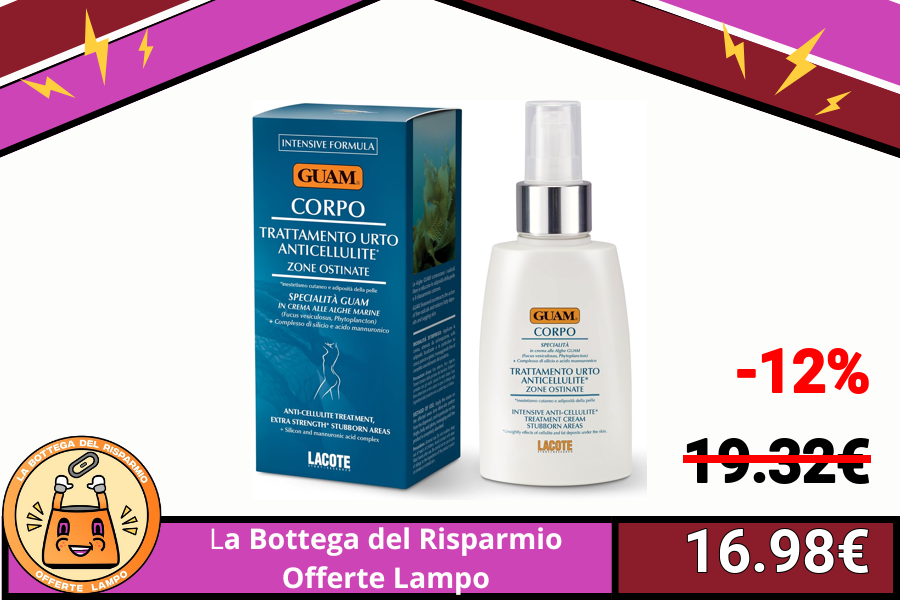 INTENSIVE FORMULA
GUAM
CORPO
TRATTAMENTO URTO
ANTICELLULITE*
ZONE OSTINATE
*inestetismo cutaneo e adiposità della pelle
SPECIALITÀ GUAM
IN CREMA ALLE ALGHE MARINE
(Fucus vesiculosus, Phytoplancton)
+ Complesso di silicio e acido mannuronico
ANTI-CELLULITE TREATMENT,
EXTRA STRENGTH* STUBBORN AREAS
+ Silicon and mannuronic acid complex
LACOTE
GUAM
CORPO
SPECIALITÀ
in crema alle Alghe GUAM
(Fucus vesiculosus, Phytoplancton)
+ Complesso di silicio e acido mannuronico
TRATTAMENTO URTO
ANTICELLULITE*
ZONE OSTINATE
*inestetismo cutaneo e adiposità della pelle
INTENSIVE ANTI-CELLULITE*
TREATMENT CREAM
STUBBORN AREAS
LACOTE
-12%
19.32€
16.98€
LA BOTTEGA DEL RISPARMIO
OFFERTE LAMPO
La Bottega del Risparmio
Offerte Lampo